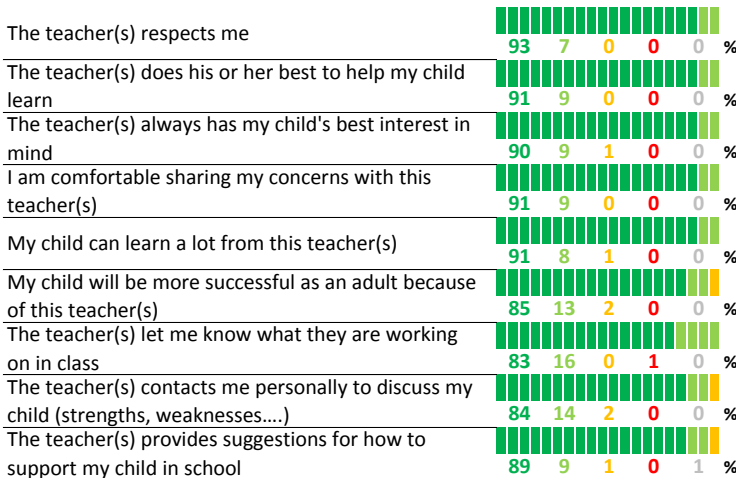 The teacher(s) respects me
93 7 0 0 0 %
The teacher(s) does his or her best to help my child
learn
91 9 0 0 0 %
The teacher(s) always has my child's best interest in
mind
90 9 1 0 0 %
I am comfortable sharing my concerns with this
teacher(s)
91 9 0 0 0 %
My child can learn a lot from this teacher(s)
91 8 1 0 0 %
My child will be more successful as an adult because
of this teacher(s)
85 13 2 0 0 %
The teacher(s) let me know what they are working
on in class
83 16 0 1 0 %
The teacher(s) contacts me personally to discuss my
child (strengths, weaknesses….)
84 14 2 0 0 %
The teacher(s) provides suggestions for how to
support my child in school
89 9 1 0 1 %